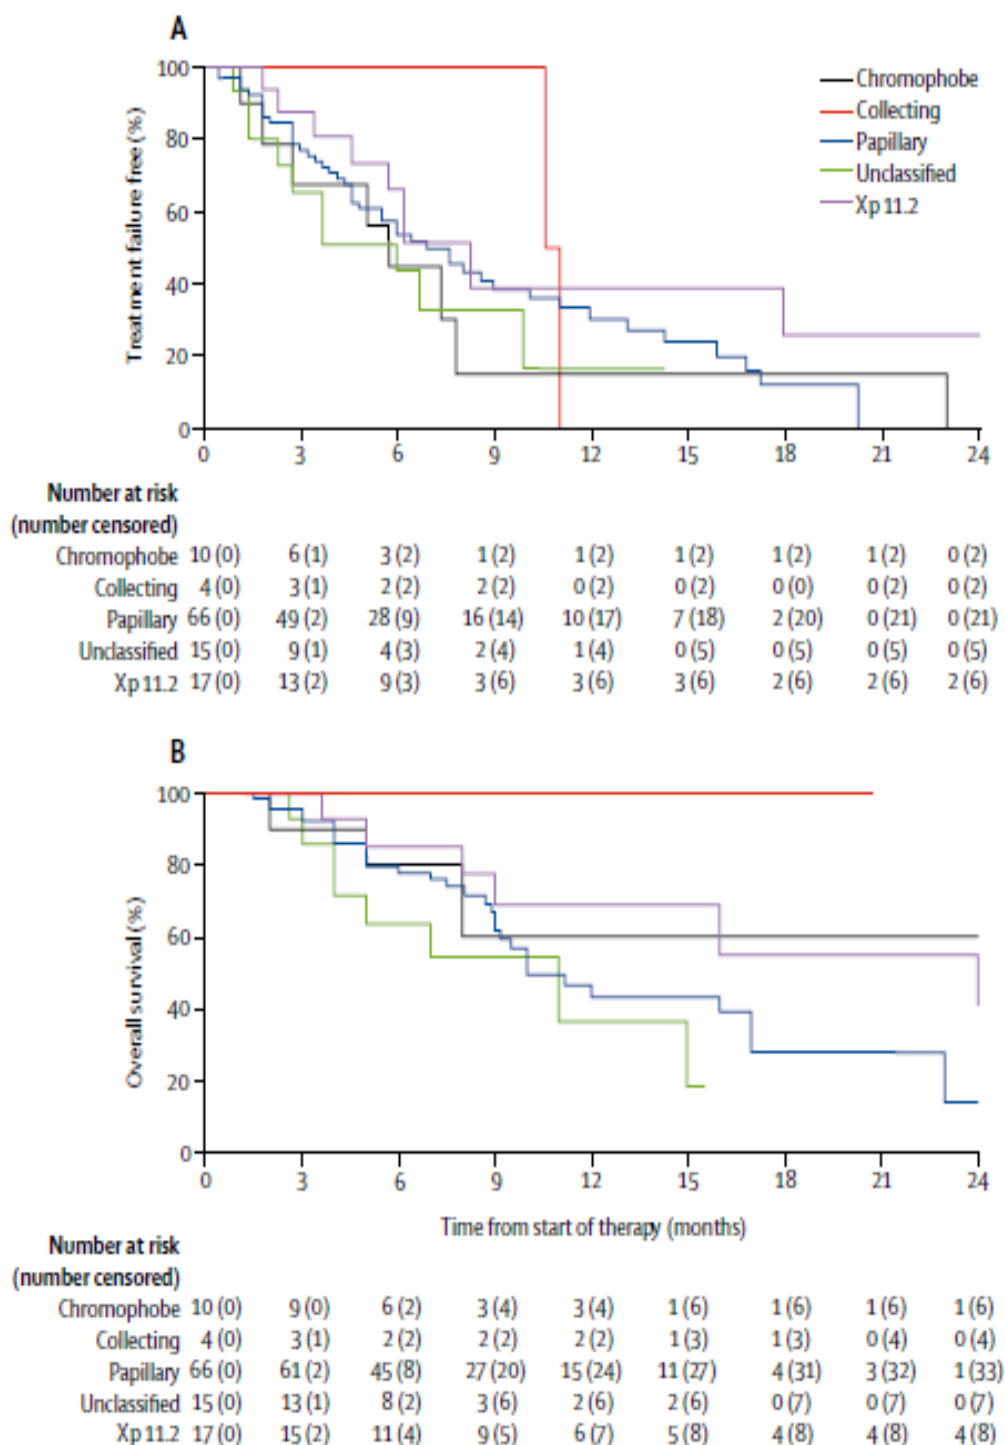 A
100
80
60
40
20
0
Treatment failure free (%)
Chromophobe
Collecting
Papillary
Unclassified
Xp 11.2
0 3 6 9 12 15 18 21 24
Number at risk
(number censored)
Chromophobe 10 (0) 6 (1) 3 (2) 1 (2) 1 (2) 1 (2) 1 (2) 1 (2) 0 (2)
Collecting 4 (0) 3 (1) 2 (2) 2 (2) 0 (2) 0 (2) 0 (0) 0 (2) 0 (2)
Papillary 66 (0) 49 (2) 28 (9) 16 (14) 10 (17) 7 (18) 2 (20) 0 (21) 0 (21)
Unclassified 15 (0) 9 (1) 4 (3) 2 (4) 1 (4) 0 (5) 0 (5) 0 (5) 0 (5)
Xp 11.2 17 (0) 13 (2) 9 (3) 3 (6) 3 (6) 3 (6) 2 (6) 2 (6) 2 (6)
B
100
80
60
40
20
0
Overall survival (%)
0 3 6 9 12 15 18 21 24
Time from start of therapy (months)
Number at risk
(number censored)
Chromophobe 10 (0) 9 (0) 6 (2) 3 (4) 3 (4) 1 (6) 1 (6) 1 (6) 1 (6)
Collecting 4 (0) 3 (1) 2 (2) 2 (2) 2 (2) 1 (3) 1 (3) 0 (4) 0 (4)
Papillary 66 (0) 61 (2) 45 (8) 27 (20) 15 (24) 11 (27) 4 (31) 3 (32) 1 (33)
Unclassified 15 (0) 13 (1) 8 (2) 3 (6) 2 (6) 2 (6) 0 (7) 0 (7) 0 (7)
Xp 11.2 17 (0) 15 (2) 11 (4) 9 (5) 6 (7) 5 (8) 4 (8) 4 (8) 4 (8)